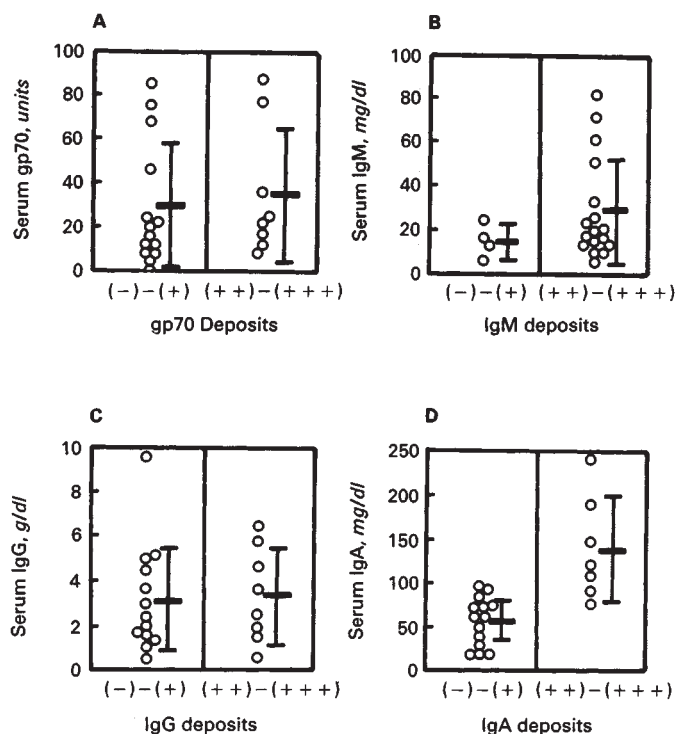 A
Serum gp70, units
100
80
60
40
20
0
(−)−(+) (++)−(+++)
gp70 Deposits
B
Serum IgM, mg/dl
100
80
60
40
20
0
(−)−(+) (++)−(+++)
IgM deposits
C
Serum IgG, g/dl
10
8
6
4
2
0
(−)−(+) (++)−(+++)
IgG deposits
D
Serum IgA, mg/dl
250
200
150
100
50
0
(−)−(+) (++)−(+++)
IgA deposits